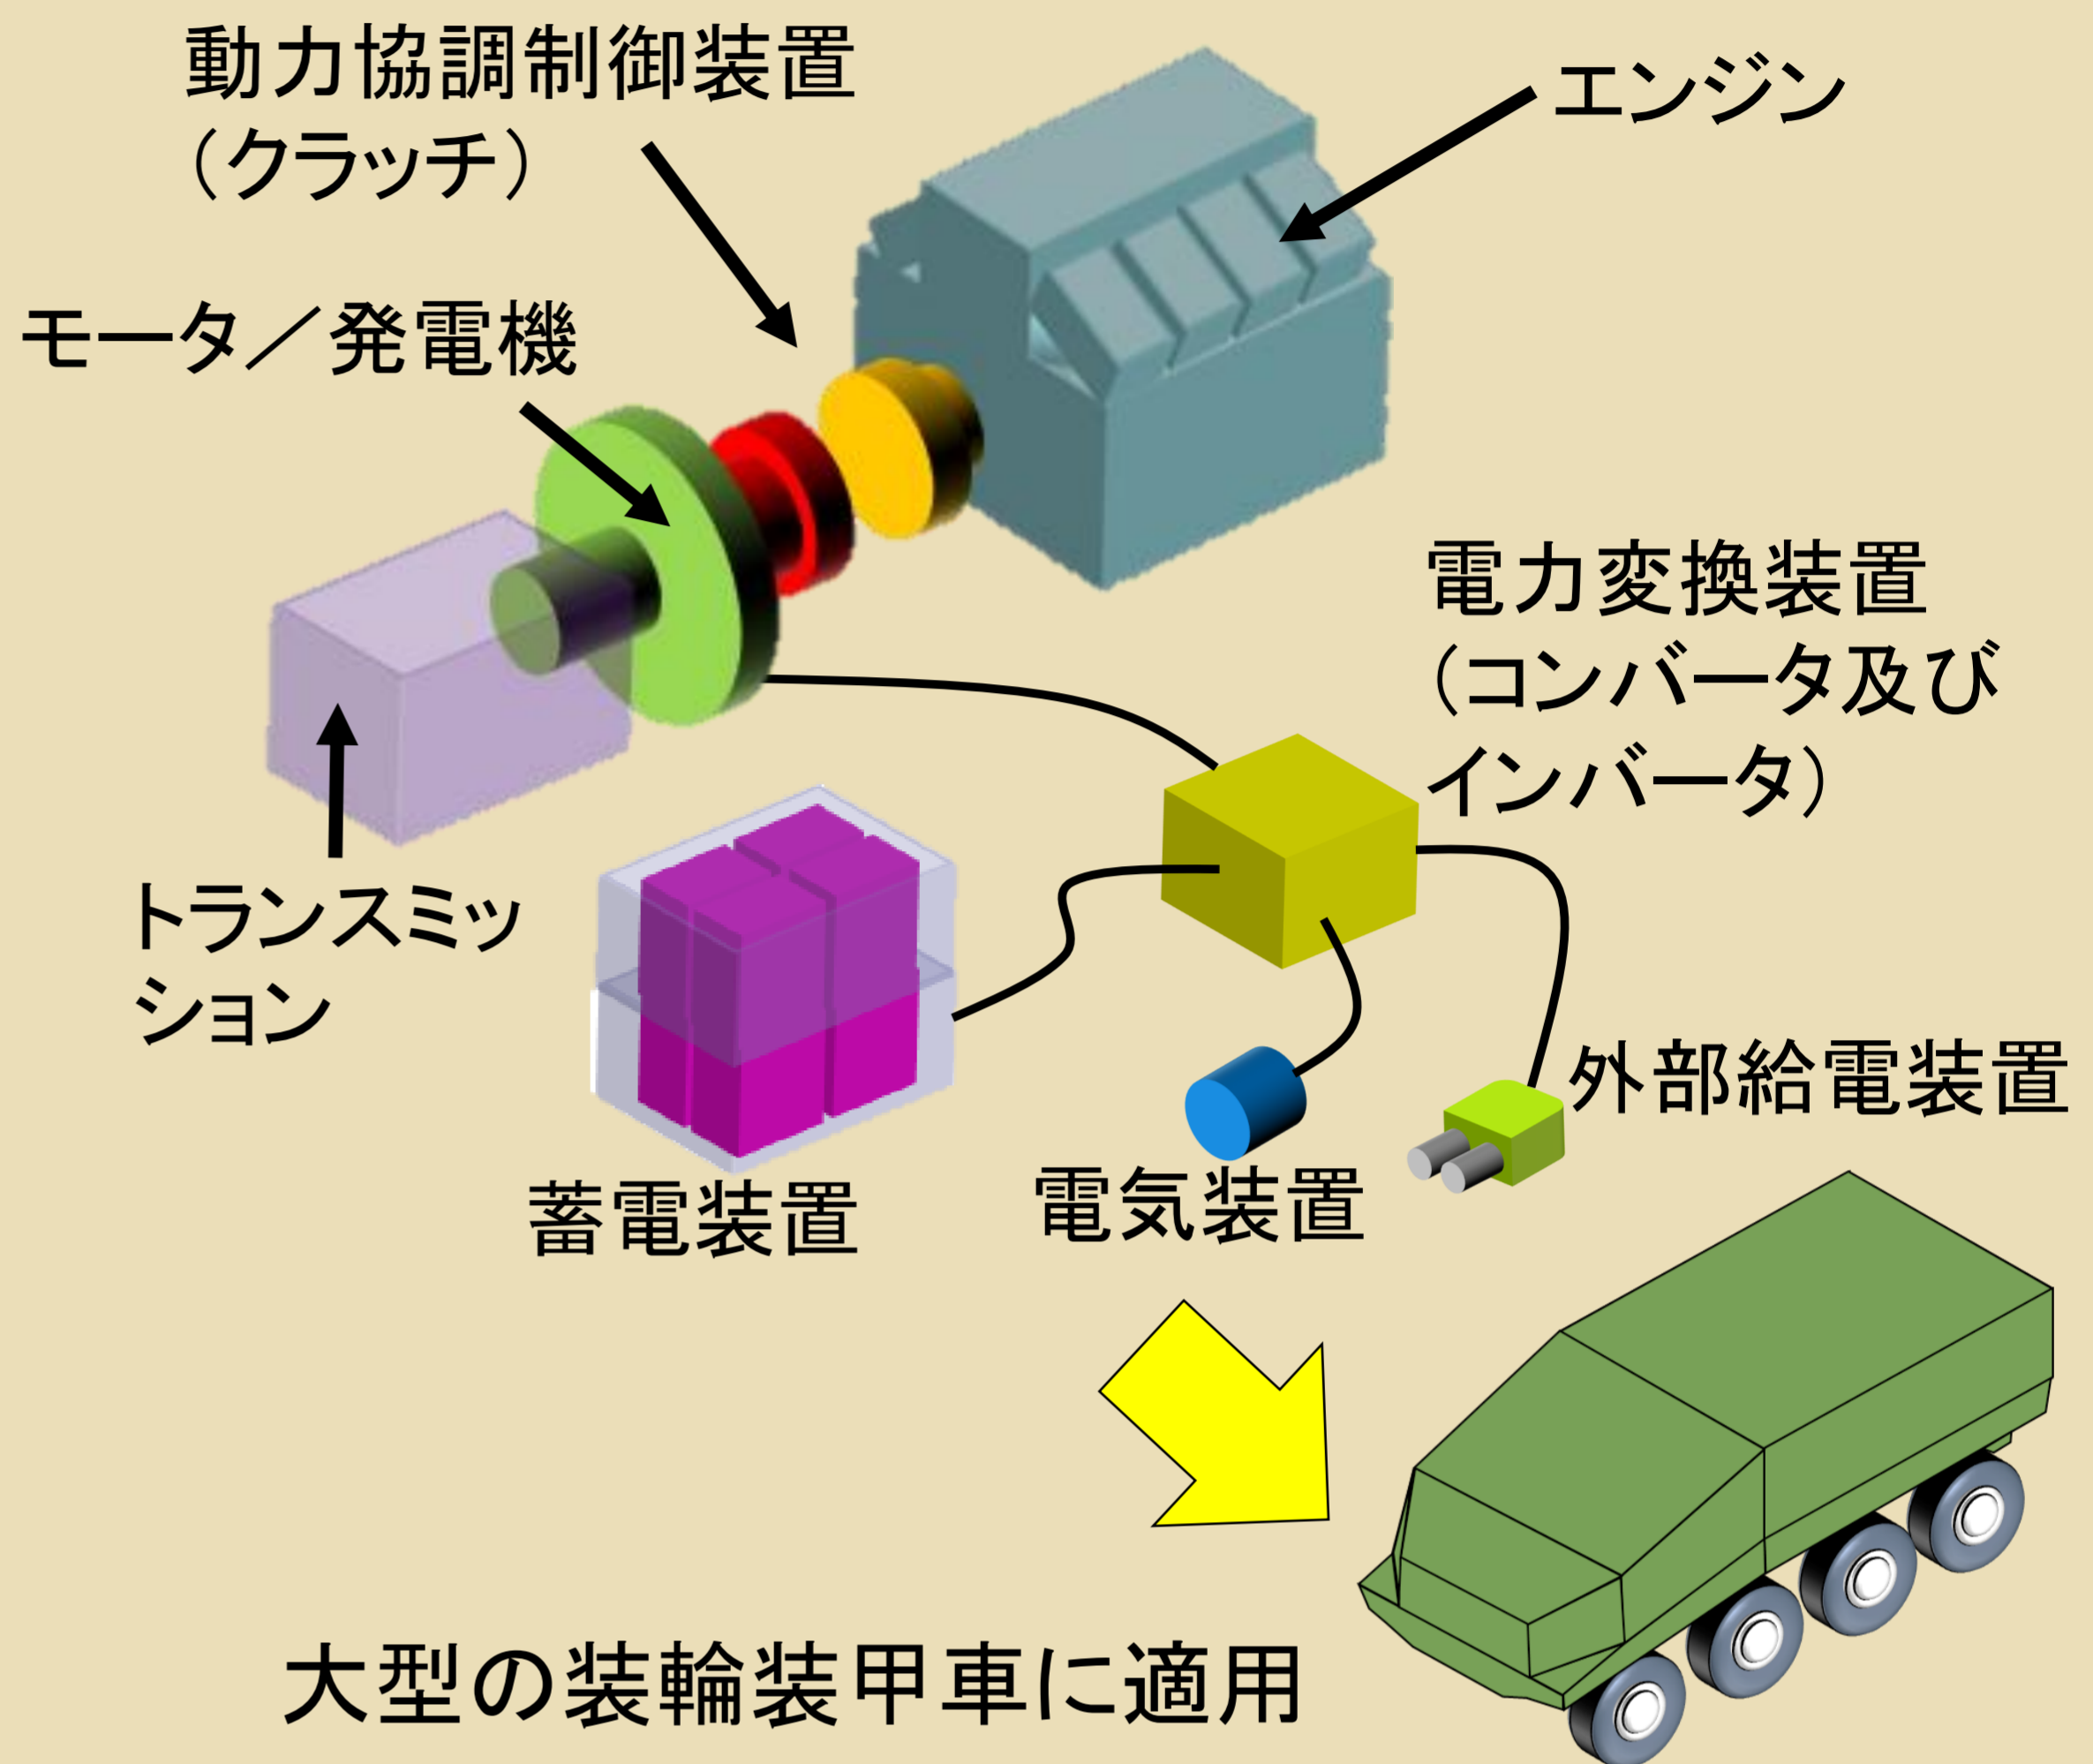 動力協調制御装置
（クラッチ）
エンジン
モータ／発電機
電力変換装置
（コンバータ及び
インバータ）
トランスミッ
ション
外部給電装置
蓄電装置
電気装置
大型の装輪装甲車に適用